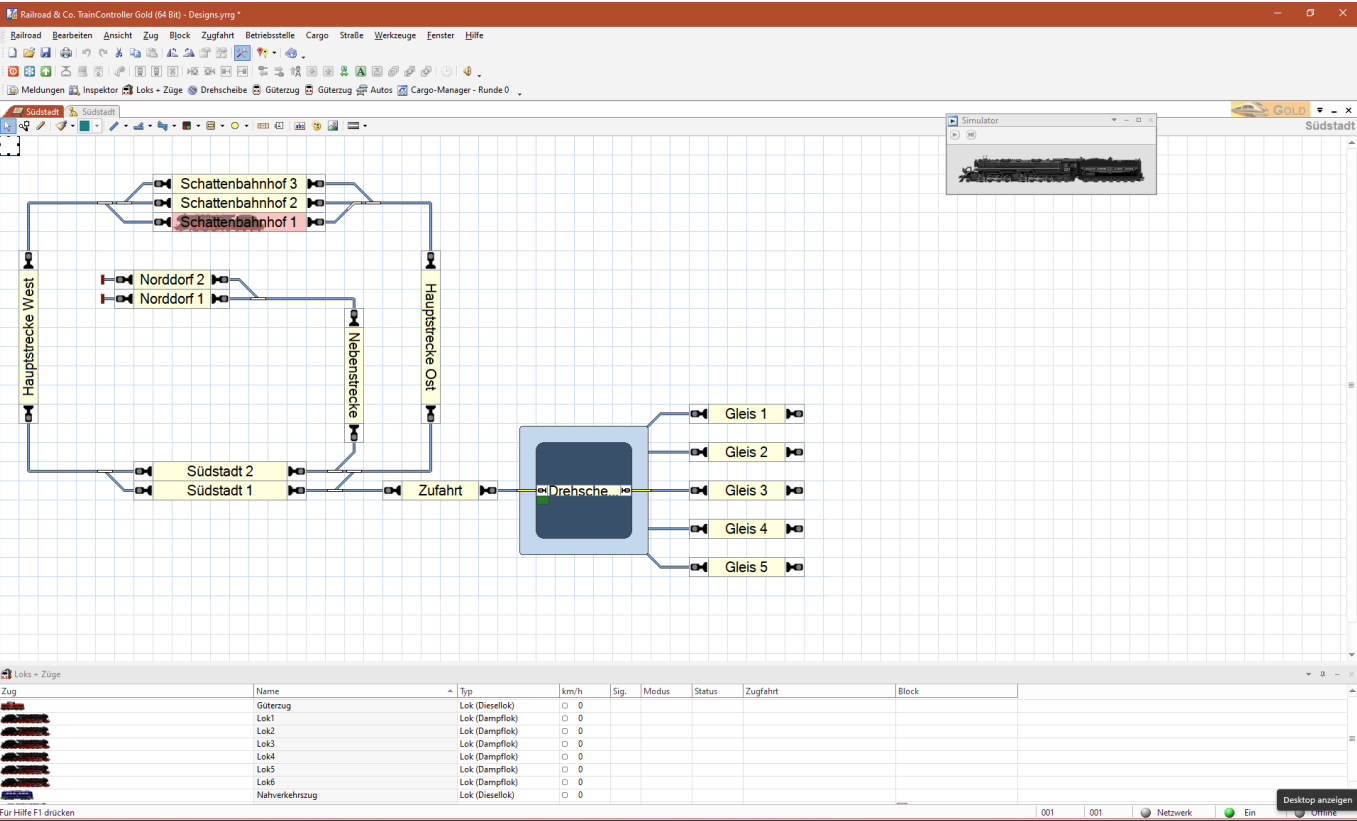 Railroad & Co. TrainController Gold (64 Bit) - Designs.yrrg *
Railroad Bearbeiten Ansicht Zug Block Zugfahrt Betriebsstelle Cargo Straße Werkzeuge Fenster Hilfe
Meldungen Inspektor Loks + Züge Drehscheibe Güterzug Güterzug Autos Cargo-Manager - Runde 0
Südstadt Südstadt
GOLD
Südstadt
Simulator
Schattenbahnhof 3
Schattenbahnhof 2
Schattenbahnhof 1
Norddorf 2
Norddorf 1
Hauptstrecke West
Nebenstrecke
Hauptstrecke Ost
Südstadt 2
Südstadt 1
Zufahrt
Drehsche...
Gleis 1
Gleis 2
Gleis 3
Gleis 4
Gleis 5
Loks + Züge
Zug Name Typ km/h Sig. Modus Status Zugfahrt Block
Güterzug Lok (Diesellok) 0
Lok1 Lok (Dampflok) 0
Lok2 Lok (Dampflok) 0
Lok3 Lok (Dampflok) 0
Lok4 Lok (Dampflok) 0
Lok5 Lok (Dampflok) 0
Lok6 Lok (Dampflok) 0
Nahverkehrszug Lok (Diesellok) 0
Desktop anzeigen
Für Hilfe F1 drücken 001 001 Netzwerk Ein Offline